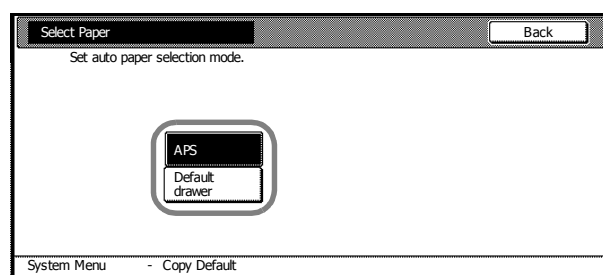 Select Paper
Back
Set auto paper selection mode.
APS
Default
drawer
System Menu - Copy Default